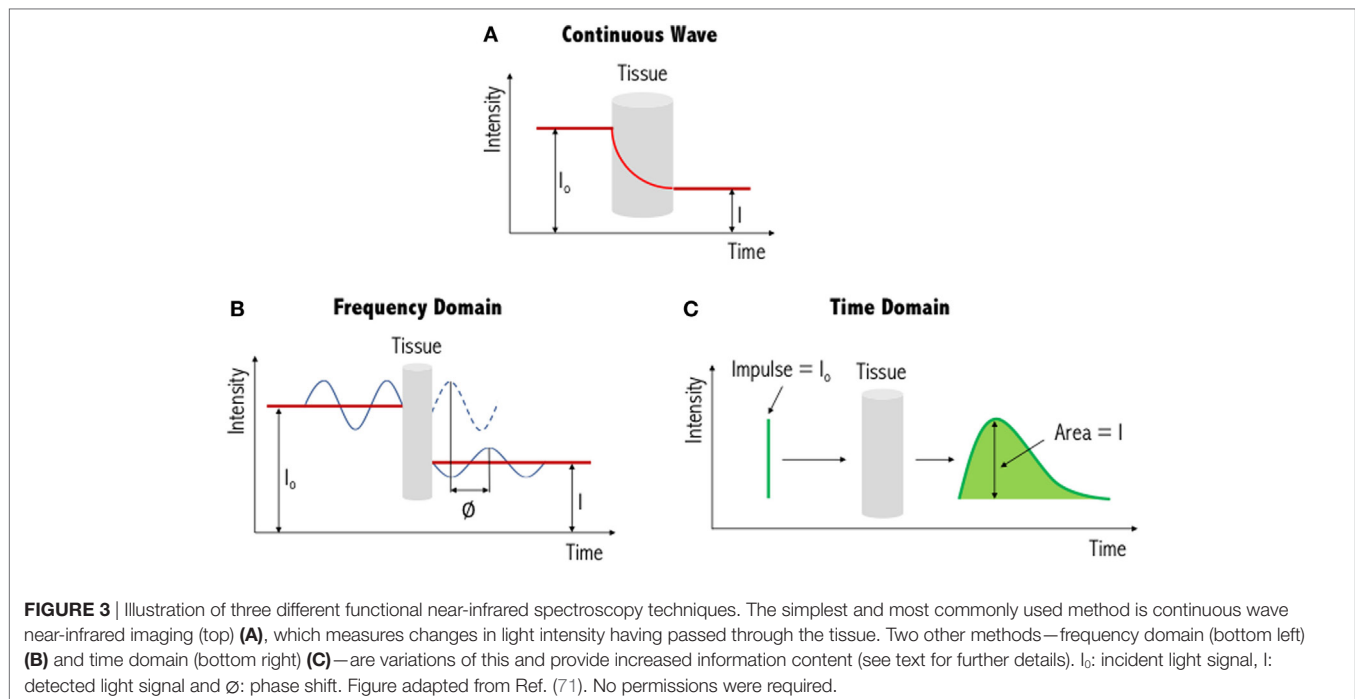 A Continuous Wave
Tissue
Intensity
I₀
I
Time
B Frequency Domain
Tissue
Intensity
I₀
Ø
I
Time
C Time Domain
Impulse = I₀ Tissue
Intensity
Area = I
Time
FIGURE 3 | Illustration of three different functional near-infrared spectroscopy techniques. The simplest and most commonly used method is continuous wave
near-infrared imaging (top) (A), which measures changes in light intensity having passed through the tissue. Two other methods—frequency domain (bottom left)
(B) and time domain (bottom right) (C)—are variations of this and provide increased information content (see text for further details). I₀: incident light signal, I:
detected light signal and Ø: phase shift. Figure adapted from Ref. (71). No permissions were required.